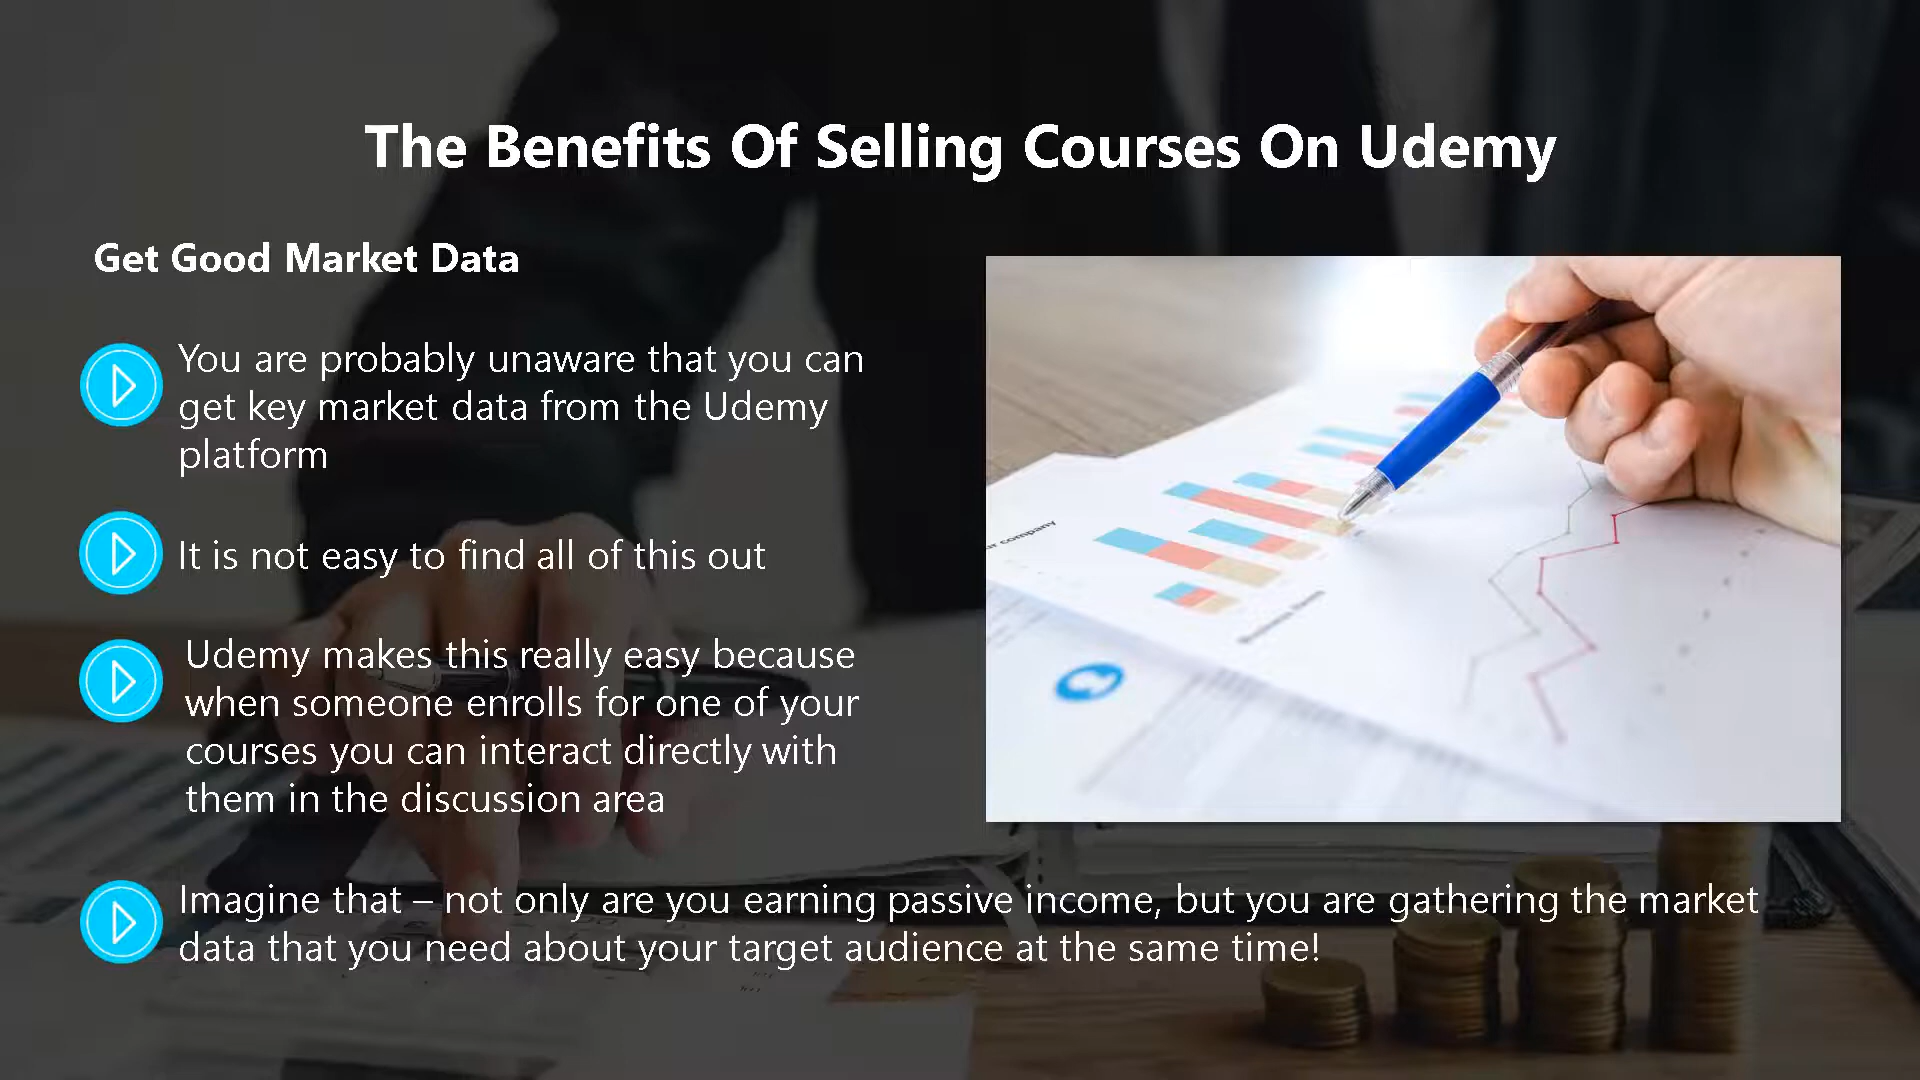 The Benefits Of Selling Courses On Udemy
Get Good Market Data
You are probably unaware that you can
get key market data from the Udemy
platform
It is not easy to find all of this out
Udemy makes this really easy because
when someone enrolls for one of your
courses you can interact directly with
them in the discussion area
Imagine that – not only are you earning passive income, but you are gathering the market
data that you need about your target audience at the same time!
company